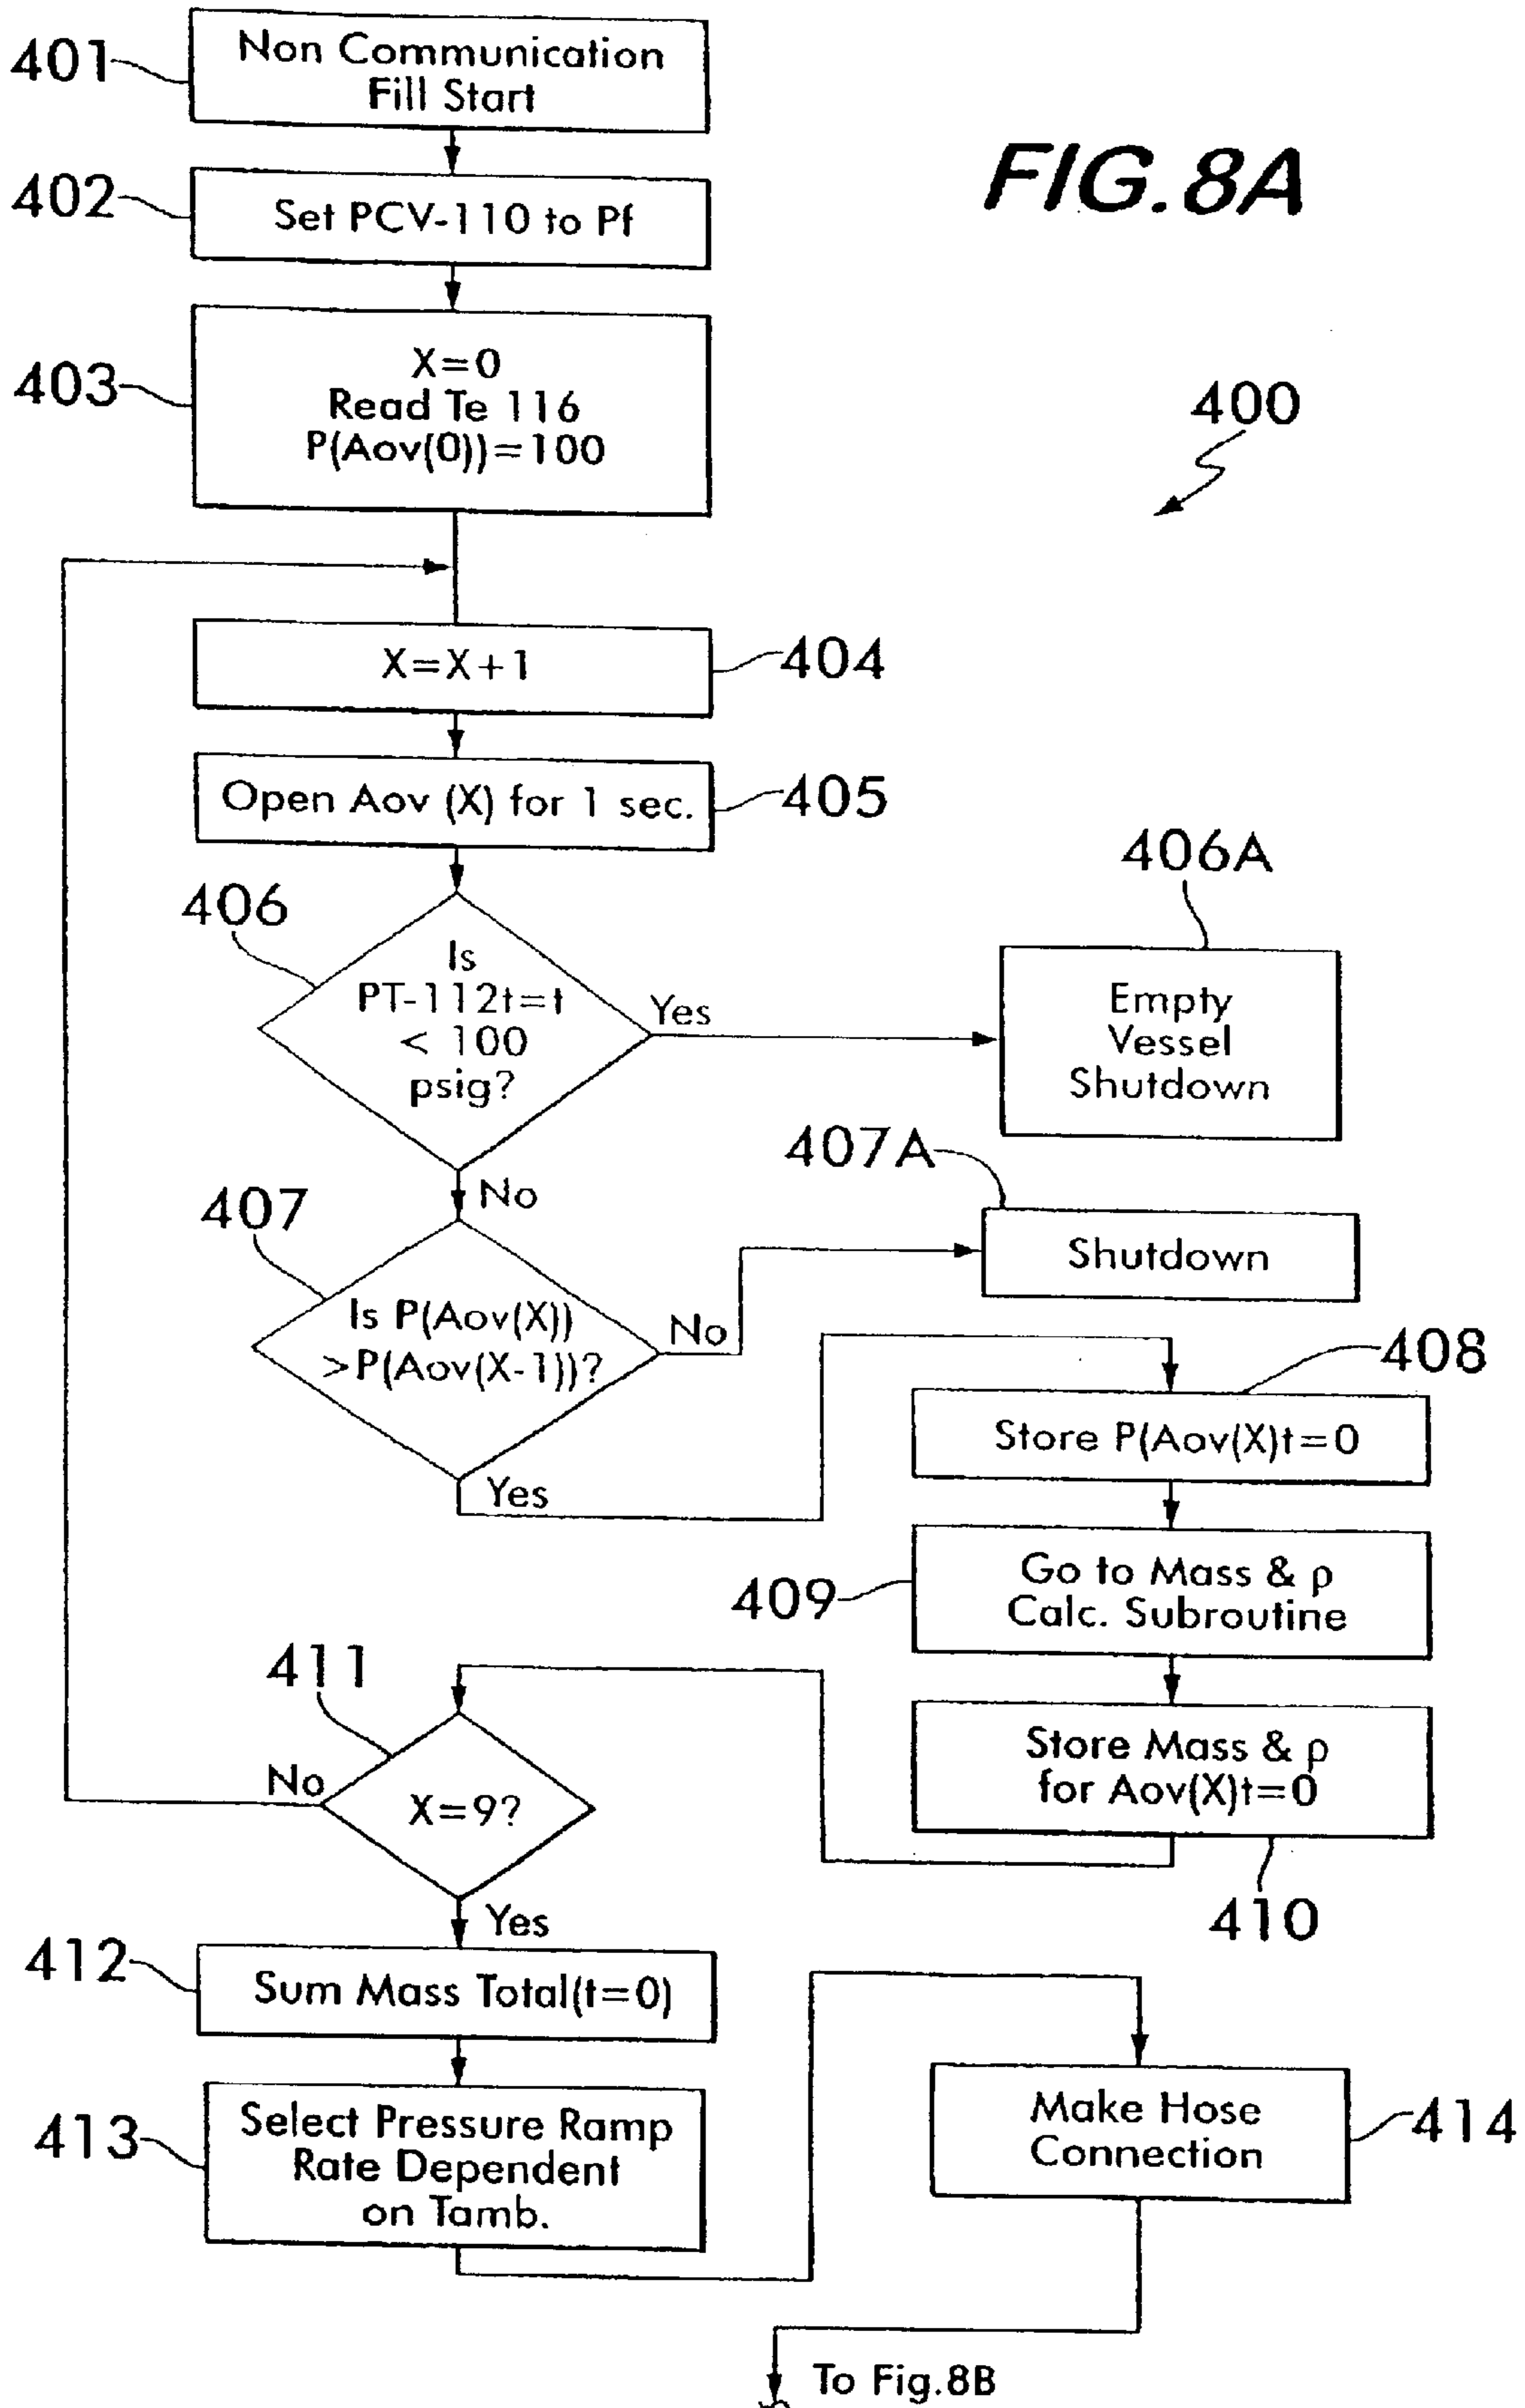 401
Non Communication
Fill Start
FIG.8A
402
Set PCV-110 to Pf
403
X=0
Read Te 116
P(Aov(0))=100
400
X=X+1
404
Open Aov (X) for 1 sec.
405
406
Is
PT-112t=t
< 100
psig?
Yes
406A
Empty
Vessel
Shutdown
No
407
Is P(Aov(X))
>P(Aov(X-1))?
No
407A
Shutdown
Yes
408
Store P(Aov(X)t=0
409
Go to Mass & ρ
Calc. Subroutine
Store Mass & ρ
for Aov(X)t=0
410
411
No
X=9?
Yes
412
Sum Mass Total(t=0)
413
Select Pressure Ramp
Rate Dependent
on Tamb.
Make Hose
Connection
414
To Fig.8B